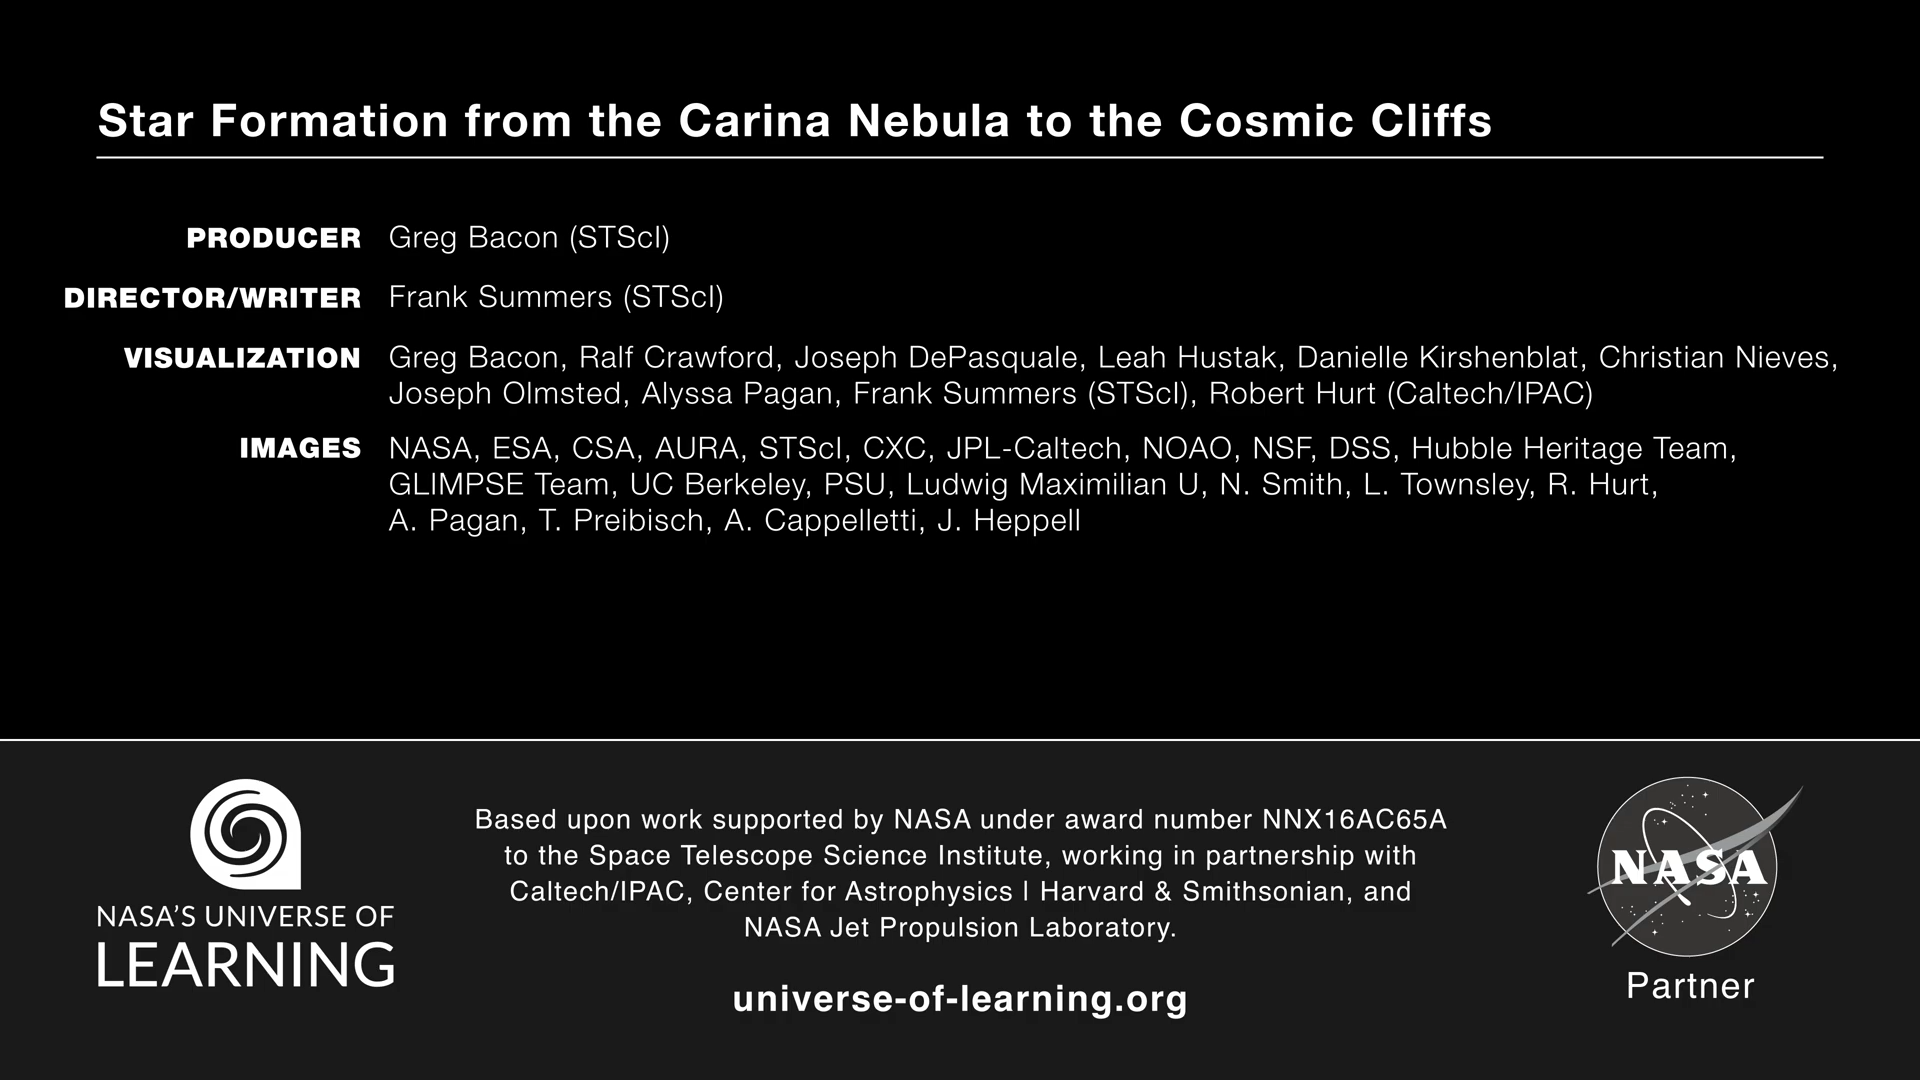 Star Formation from the Carina Nebula to the Cosmic Cliffs
PRODUCER Greg Bacon (STScI)
DIRECTOR/WRITER Frank Summers (STScI)
VISUALIZATION Greg Bacon, Ralf Crawford, Joseph DePasquale, Leah Hustak, Danielle Kirshenblat, Christian Nieves,
Joseph Olmsted, Alyssa Pagan, Frank Summers (STScI), Robert Hurt (Caltech/IPAC)
IMAGES NASA, ESA, CSA, AURA, STScI, CXC, JPL-Caltech, NOAO, NSF, DSS, Hubble Heritage Team,
GLIMPSE Team, UC Berkeley, PSU, Ludwig Maximilian U, N. Smith, L. Townsley, R. Hurt,
A. Pagan, T. Preibisch, A. Cappelletti, J. Heppell
NASA'S UNIVERSE OF
LEARNING
Based upon work supported by NASA under award number NNX16AC65A
to the Space Telescope Science Institute, working in partnership with
Caltech/IPAC, Center for Astrophysics | Harvard & Smithsonian, and
NASA Jet Propulsion Laboratory.
universe-of-learning.org
NASA
Partner